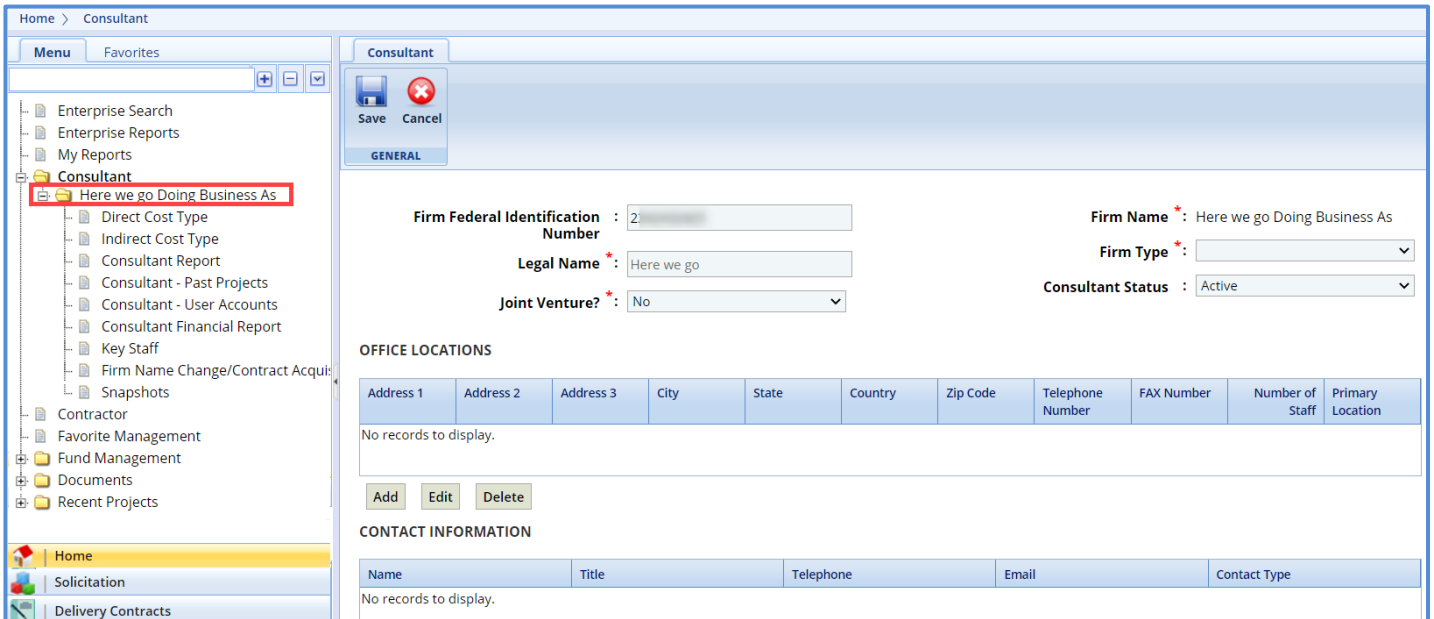 Home > Consultant
Menu Favorites
Enterprise Search
Enterprise Reports
My Reports
Consultant
Here we go Doing Business As
Direct Cost Type
Indirect Cost Type
Consultant Report
Consultant - Past Projects
Consultant - User Accounts
Consultant Financial Report
Key Staff
Firm Name Change/Contract
Snapshots
Contractor
Favorite Management
Fund Management
Documents
Recent Projects
Home
Solicitation
Delivery Contracts
Consultant
Save Cancel
GENERAL
Firm Federal Identification : 2
Number
Firm Name *: Here we go Doing Business As
Legal Name *: Here we go
Firm Type *:
Joint Venture? *: No
Consultant Status : Active
OFFICE LOCATIONS
Address 1 Address 2 Address 3 City State Country Zip Code Telephone Number FAX Number Number of Staff Primary Location
No records to display.
Add Edit Delete
CONTACT INFORMATION
Name Title Telephone Email Contact Type
No records to display.